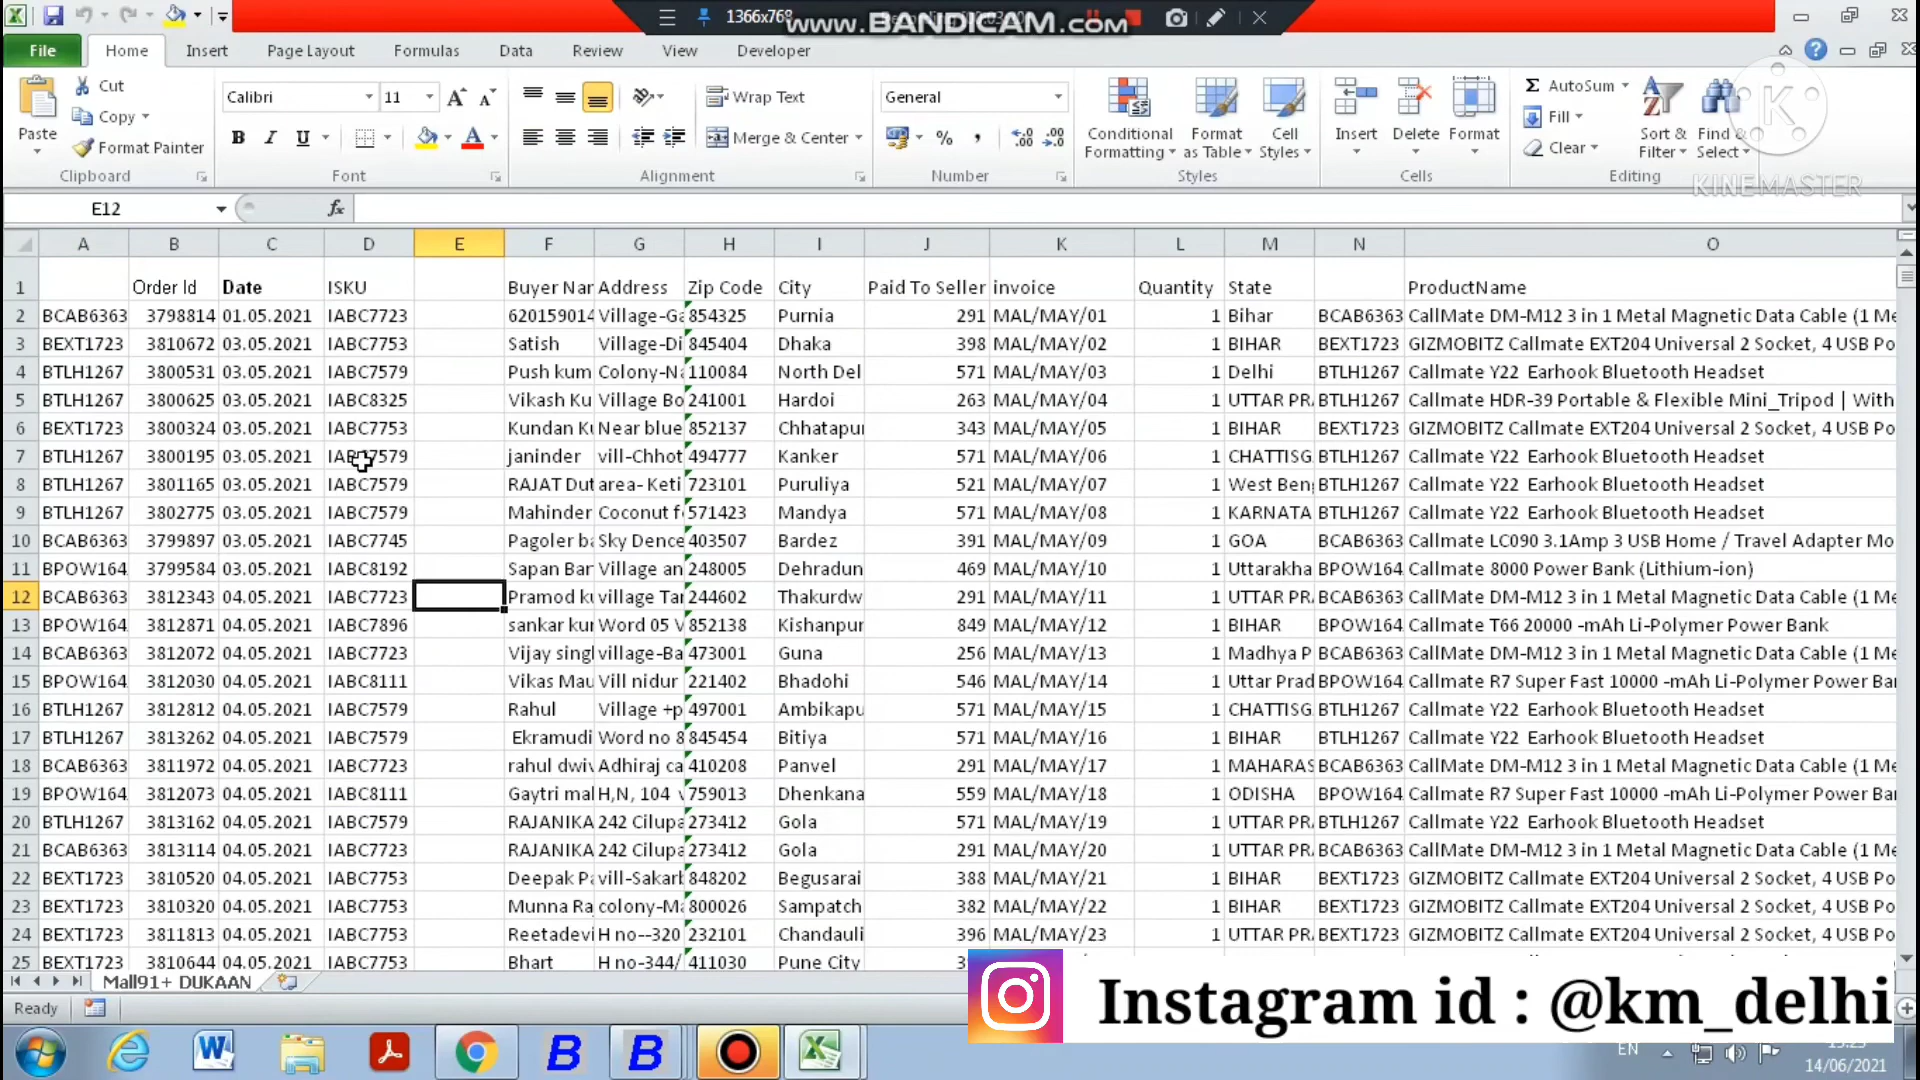 1366x768
www.BANDICAM.com
File Home Insert Page Layout Formulas Data Review View Developer
Cut
Copy
Format Painter
Paste
Clipboard
Calibri 11
B I U
Font
Wrap Text
Merge & Center
Alignment
General
Number
Conditional Formatting
Format as Table
Cell Styles
Styles
Insert Delete Format
Cells
AutoSum
Fill
Clear
Sort & Filter
Find & Select
Editing
KINEMASTER
E12 fx
A B C D E F G H I J K L M N O
1 Order Id Date ISKU Buyer Nar Address Zip Code City Paid To Seller invoice Quantity State ProductName
2 BCAB6363 3798814 01.05.2021 IABC7723 620159014 Village-Ga 854325 Purnia 291 MAL/MAY/01 1 Bihar BCAB6363 CallMate DM-M12 3 in 1 Metal Magnetic Data Cable (1 Me
3 BEXT1723 3810672 03.05.2021 IABC7753 Satish Village-Di 845404 Dhaka 398 MAL/MAY/02 1 BIHAR BEXT1723 GIZMOBITZ Callmate EXT204 Universal 2 Socket, 4 USB Po
4 BTLH1267 3800531 03.05.2021 IABC7579 Push kum Colony-Na 110084 North Del 571 MAL/MAY/03 1 Delhi BTLH1267 Callmate Y22 Earhook Bluetooth Headset
5 BTLH1267 3800625 03.05.2021 IABC8325 Vikash Ku Village Bo 241001 Hardoi 263 MAL/MAY/04 1 UTTAR PRA BTLH1267 Callmate HDR-39 Portable & Flexible Mini_Tripod | With
6 BEXT1723 3800324 03.05.2021 IABC7753 Kundan Ku Near blue 852137 Chhatapur 343 MAL/MAY/05 1 BIHAR BEXT1723 GIZMOBITZ Callmate EXT204 Universal 2 Socket, 4 USB Po
7 BTLH1267 3800195 03.05.2021 IABC7579 janinder vill-Chhot 494777 Kanker 571 MAL/MAY/06 1 CHATTISG BTLH1267 Callmate Y22 Earhook Bluetooth Headset
8 BTLH1267 3801165 03.05.2021 IABC7579 RAJAT Dut area- Keti 723101 Puruliya 521 MAL/MAY/07 1 West Beng BTLH1267 Callmate Y22 Earhook Bluetooth Headset
9 BTLH1267 3802775 03.05.2021 IABC7579 Mahinder Coconut f 571423 Mandya 571 MAL/MAY/08 1 KARNATA BTLH1267 Callmate Y22 Earhook Bluetooth Headset
10 BCAB6363 3799897 03.05.2021 IABC7745 Pagoler ba Sky Dence 403507 Bardez 391 MAL/MAY/09 1 GOA BCAB6363 Callmate LC090 3.1Amp 3 USB Home / Travel Adapter Mo
11 BPOW164 3799584 03.05.2021 IABC8192 Sapan Bar Village an 248005 Dehradun 469 MAL/MAY/10 1 Uttarakha BPOW164 Callmate 8000 Power Bank (Lithium-ion)
12 BCAB6363 3812343 04.05.2021 IABC7723 Pramod ku village Tar 244602 Thakurdw 291 MAL/MAY/11 1 UTTAR PRA BCAB6363 CallMate DM-M12 3 in 1 Metal Magnetic Data Cable (1 Me
13 BPOW164 3812871 04.05.2021 IABC7896 sankar kur Word 05 V 852138 Kishanpur 849 MAL/MAY/12 1 BIHAR BPOW164 Callmate T66 20000 -mAh Li-Polymer Power Bank
14 BCAB6363 3812072 04.05.2021 IABC7723 Vijay singl village-Ba 473001 Guna 256 MAL/MAY/13 1 Madhya P BCAB6363 CallMate DM-M12 3 in 1 Metal Magnetic Data Cable (1 Me
15 BPOW164 3812030 04.05.2021 IABC8111 Vikas Mau Vill nidur 221402 Bhadohi 546 MAL/MAY/14 1 Uttar Prad BPOW164 Callmate R7 Super Fast 10000 -mAh Li-Polymer Power Bar
16 BTLH1267 3812812 04.05.2021 IABC7579 Rahul Village +p 497001 Ambikapu 571 MAL/MAY/15 1 CHATTISG BTLH1267 Callmate Y22 Earhook Bluetooth Headset
17 BTLH1267 3813262 04.05.2021 IABC7579 Ekramudi Word no 8 845454 Bitiya 571 MAL/MAY/16 1 BIHAR BTLH1267 Callmate Y22 Earhook Bluetooth Headset
18 BCAB6363 3811972 04.05.2021 IABC7723 rahul dwiv Adhiraj ca 410208 Panvel 291 MAL/MAY/17 1 MAHARAS BCAB6363 CallMate DM-M12 3 in 1 Metal Magnetic Data Cable (1 Me
19 BPOW164 3812073 04.05.2021 IABC8111 Gaytri mal H,N, 104 v 759013 Dhenkana 559 MAL/MAY/18 1 ODISHA BPOW164 Callmate R7 Super Fast 10000 -mAh Li-Polymer Power Bar
20 BTLH1267 3813162 04.05.2021 IABC7579 RAJANIKA 242 Cilupa 273412 Gola 571 MAL/MAY/19 1 UTTAR PRA BTLH1267 Callmate Y22 Earhook Bluetooth Headset
21 BCAB6363 3813114 04.05.2021 IABC7723 RAJANIKA 242 Cilupa 273412 Gola 291 MAL/MAY/20 1 UTTAR PRA BCAB6363 CallMate DM-M12 3 in 1 Metal Magnetic Data Cable (1 Me
22 BEXT1723 3810520 04.05.2021 IABC7753 Deepak Pa vill-Sakarb 848202 Begusarai 388 MAL/MAY/21 1 BIHAR BEXT1723 GIZMOBITZ Callmate EXT204 Universal 2 Socket, 4 USB Po
23 BEXT1723 3810320 04.05.2021 IABC7753 Munna Ra colony-Ma 800026 Sampatch 382 MAL/MAY/22 1 BIHAR BEXT1723 GIZMOBITZ Callmate EXT204 Universal 2 Socket, 4 USB Po
24 BEXT1723 3811813 04.05.2021 IABC7753 Reetadevi H no--320 232101 Chandauli 396 MAL/MAY/23 1 UTTAR PRA BEXT1723 GIZMOBITZ Callmate EXT204 Universal 2 Socket, 4 USB Po
25 BEXT1723 3810644 04.05.2021 IABC7753 Bhart H no-344/ 411030 Pune City
Mall91+ DUKAAN
Ready
Instagram id : @km_delhi
EN
14/06/2021